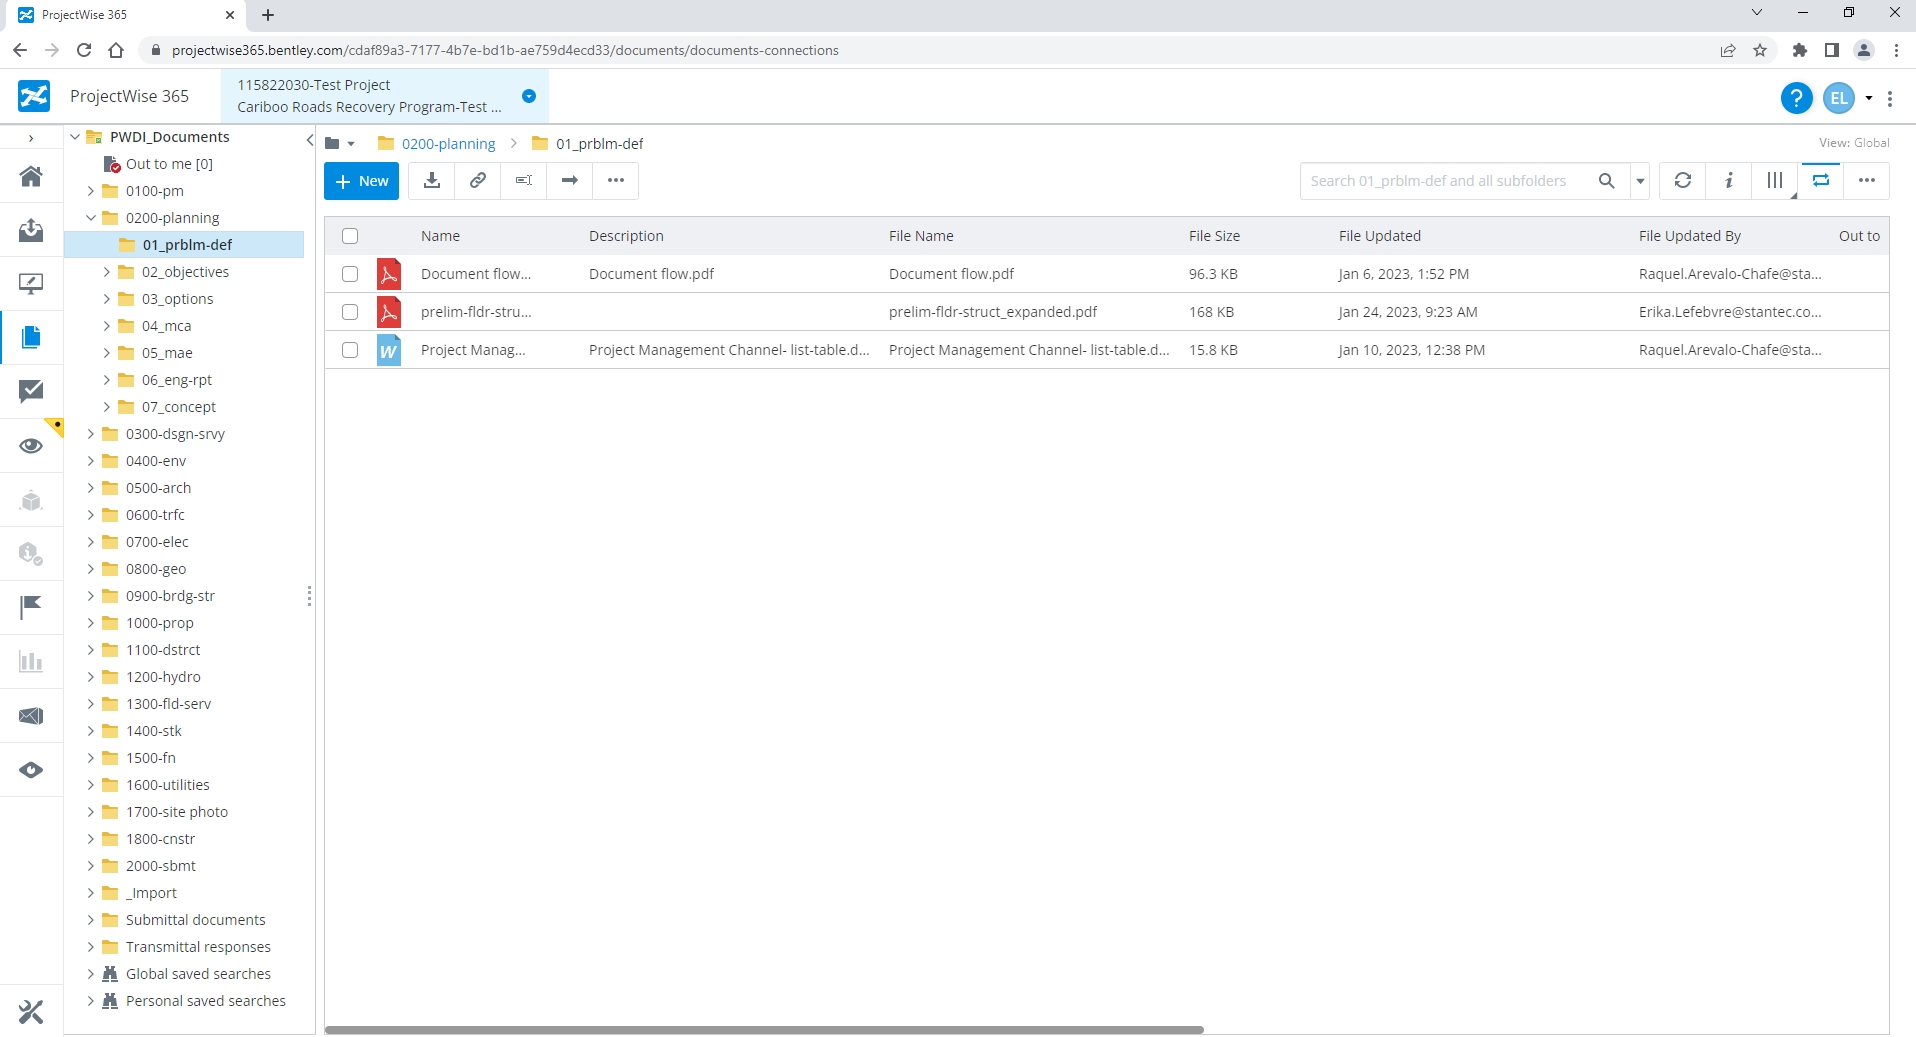 ProjectWise 365
projectwise365.bentley.com/cdaf89a3-7177-4b7e-bd1b-ae759d4ecd33/documents/documents-connections
ProjectWise 365
115822030-Test Project
Cariboo Roads Recovery Program-Test ...
?
EL
PWDI_Documents
Out to me [0]
0100-pm
0200-planning
01_prblm-def
02_objectives
03_options
04_mca
05_mae
06_eng-rpt
07_concept
0300-dsgn-srvy
0400-env
0500-arch
0600-trfc
0700-elec
0800-geo
0900-brdg-str
1000-prop
1100-dstrct
1200-hydro
1300-fld-serv
1400-stk
1500-fn
1600-utilities
1700-site photo
1800-cnstr
2000-sbmt
_Import
Submittal documents
Transmittal responses
Global saved searches
Personal saved searches
0200-planning > 01_prblm-def
View: Global
+ New
Search 01_prblm-def and all subfolders
Name Description File Name File Size File Updated File Updated By Out to
Document flow... Document flow.pdf Document flow.pdf 96.3 KB Jan 6, 2023, 1:52 PM Raquel.Arevalo-Chafe@sta...
prelim-fldr-stru... prelim-fldr-struct_expanded.pdf 168 KB Jan 24, 2023, 9:23 AM Erika.Lefebvre@stantec.co...
Project Manag... Project Management Channel- list-table.d... Project Management Channel- list-table.d... 15.8 KB Jan 10, 2023, 12:38 PM Raquel.Arevalo-Chafe@sta...